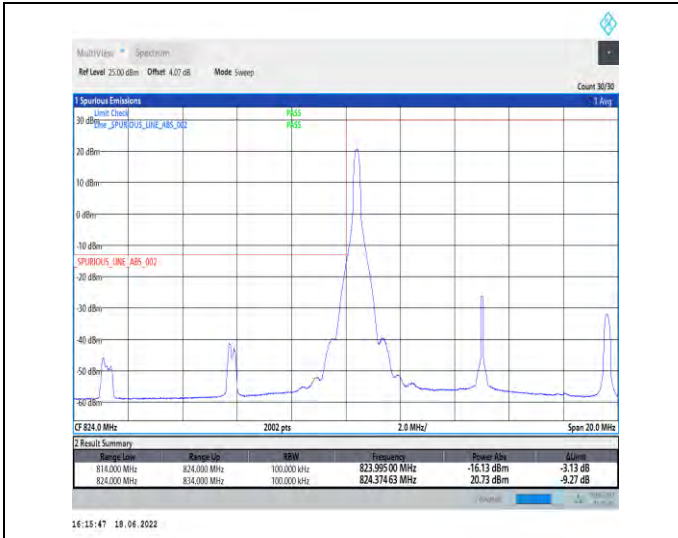 MultiView Spectrum
Ref Level 25.00 dBm Offset 4.07 dB Mode Sweep
Count 30/30
1 Spurious Emissions 1 Avg
Limit Check PASS
30 dBm
Line _SPURIOUS_LINE_ABS_002 PASS
20 dBm
10 dBm
0 dBm
-10 dBm
SPURIOUS_LINE_ABS_002
-20 dBm
-30 dBm
-40 dBm
-50 dBm
-60 dBm
CF 824.0 MHz 2002 pts 2.0 MHz/ Span 20.0 MHz
2 Result Summary
Range Low Range Up RBW Frequency Power Abs ΔLimit
814.000 MHz 824.000 MHz 100.000 kHz 823.99500 MHz -16.13 dBm -3.13 dB
824.000 MHz 834.000 MHz 100.000 kHz 824.37463 MHz 20.73 dBm -9.27 dB
16:15:47 18.06.2022